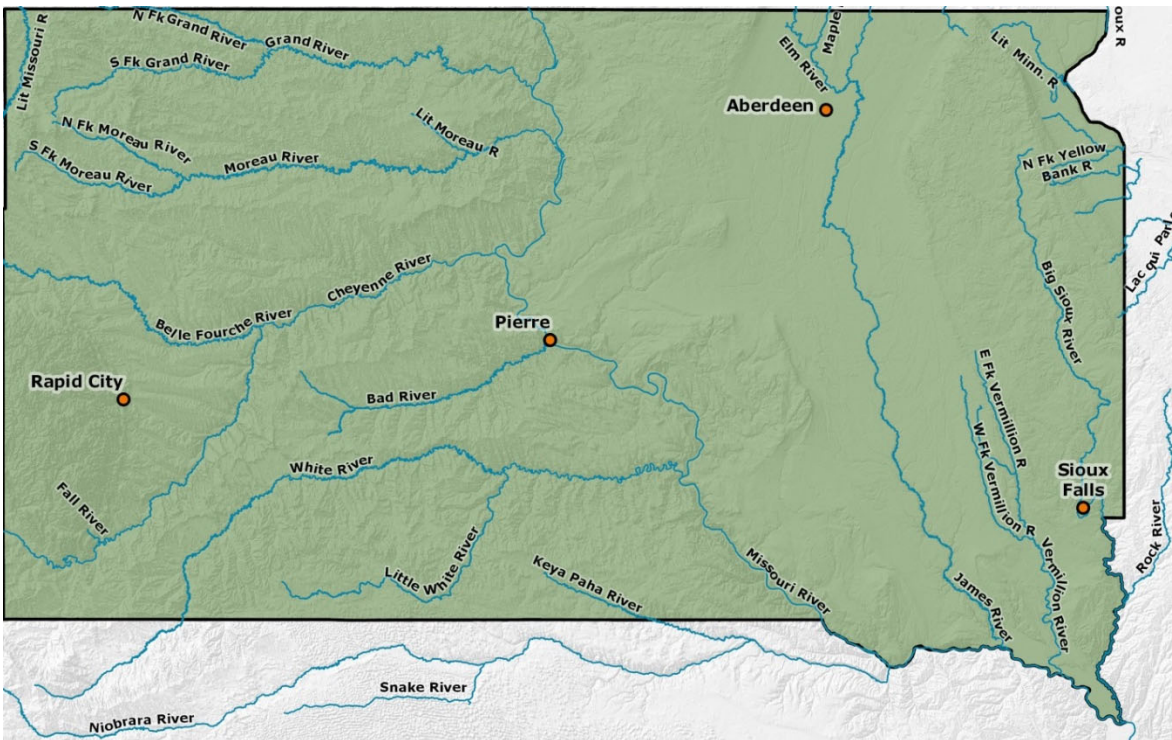 N Fk Grand River
Grand River
S Fk Grand River
Lit Missouri R
N Fk Moreau River
S Fk Moreau River
Moreau River
Lit Moreau R
Elm River
Maple
Aberdeen
Lit Minn. R
oux R
N Fk Yellow
Bank R
Lac qui Parl
Cheyenne River
Belle Fourche River
Big Sioux River
Pierre
Rapid City
Bad River
E Fk Vermillion R
W Fk Vermillion R
White River
Sioux
Falls
Fall River
Little White River
Keya Paha River
Missouri River
James River
Vermillion River
Rock River
Snake River
Niobrara River